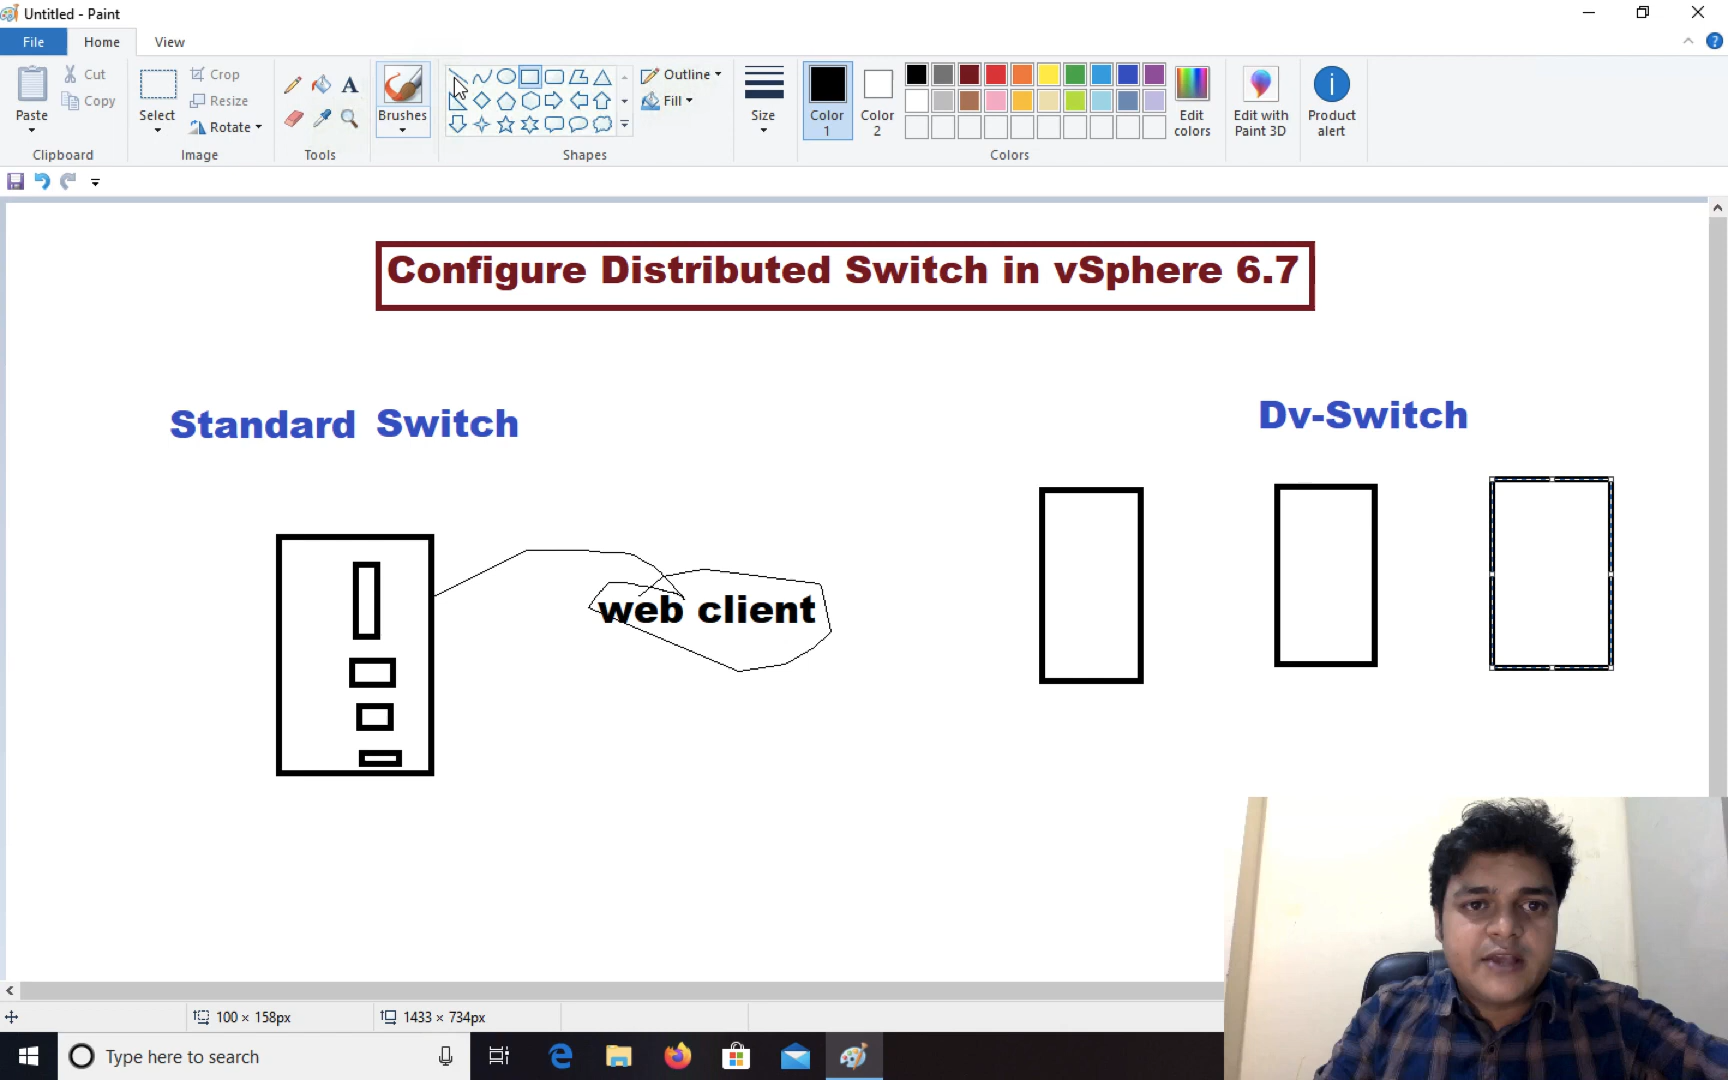 Untitled - Paint
File
Home
View
Paste
Cut
Copy
Clipboard
Select
Crop
Resize
Rotate
Image
Tools
Brushes
Shapes
Outline
Fill
Size
Color
1
Color
2
Colors
Edit
colors
Edit with
Paint 3D
Product
alert
Configure Distributed Switch in vSphere 6.7
Standard Switch
Dv-Switch
web client
100 × 158px
1433 × 734px
Type here to search